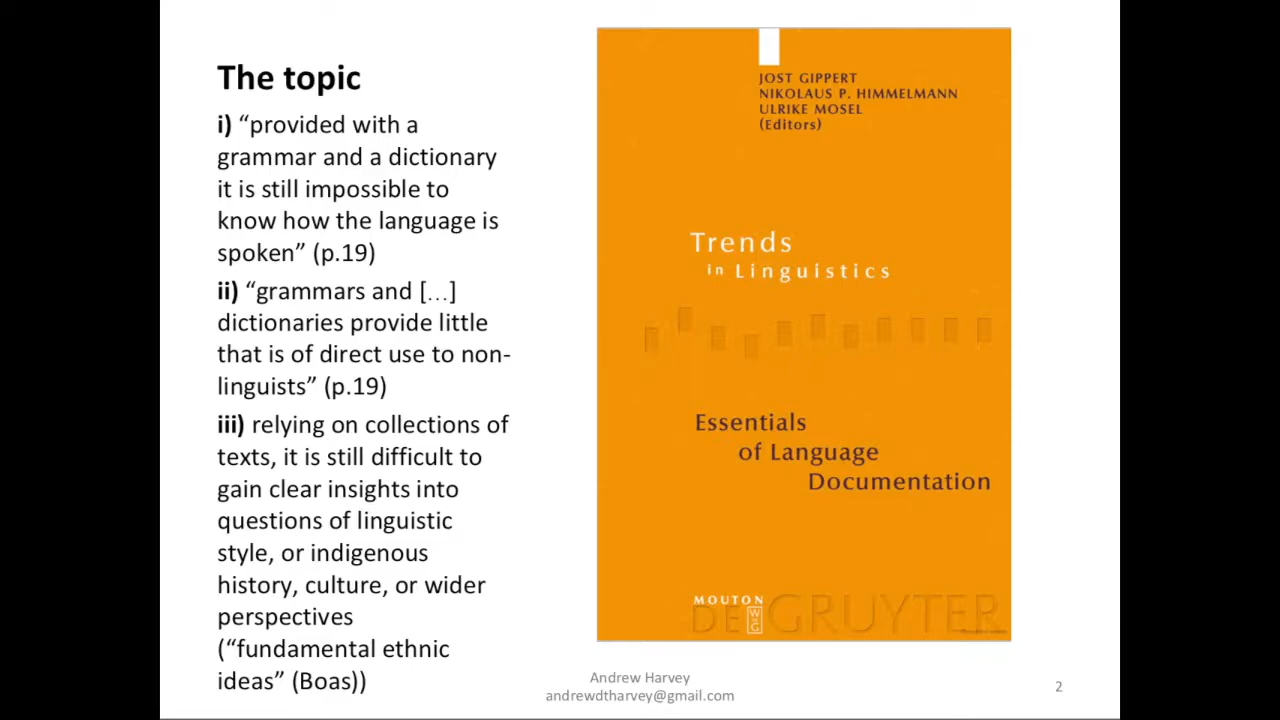 The topic
i) “provided with a
grammar and a dictionary
it is still impossible to
know how the language is
spoken” (p.19)
ii) “grammars and […]
dictionaries provide little
that is of direct use to non-
linguists” (p.19)
iii) relying on collections of
texts, it is still difficult to
gain clear insights into
questions of linguistic
style, or indigenous
history, culture, or wider
perspectives
(“fundamental ethnic
ideas” (Boas))
JOST GIPPERT
NIKOLAUS P. HIMMELMANN
ULRIKE MOSEL
(Editors)
Trends
in Linguistics
Essentials
of Language
Documentation
MOUTON
DE GRUYTER
W
G
Andrew Harvey
andrewdtharvey@gmail.com
2